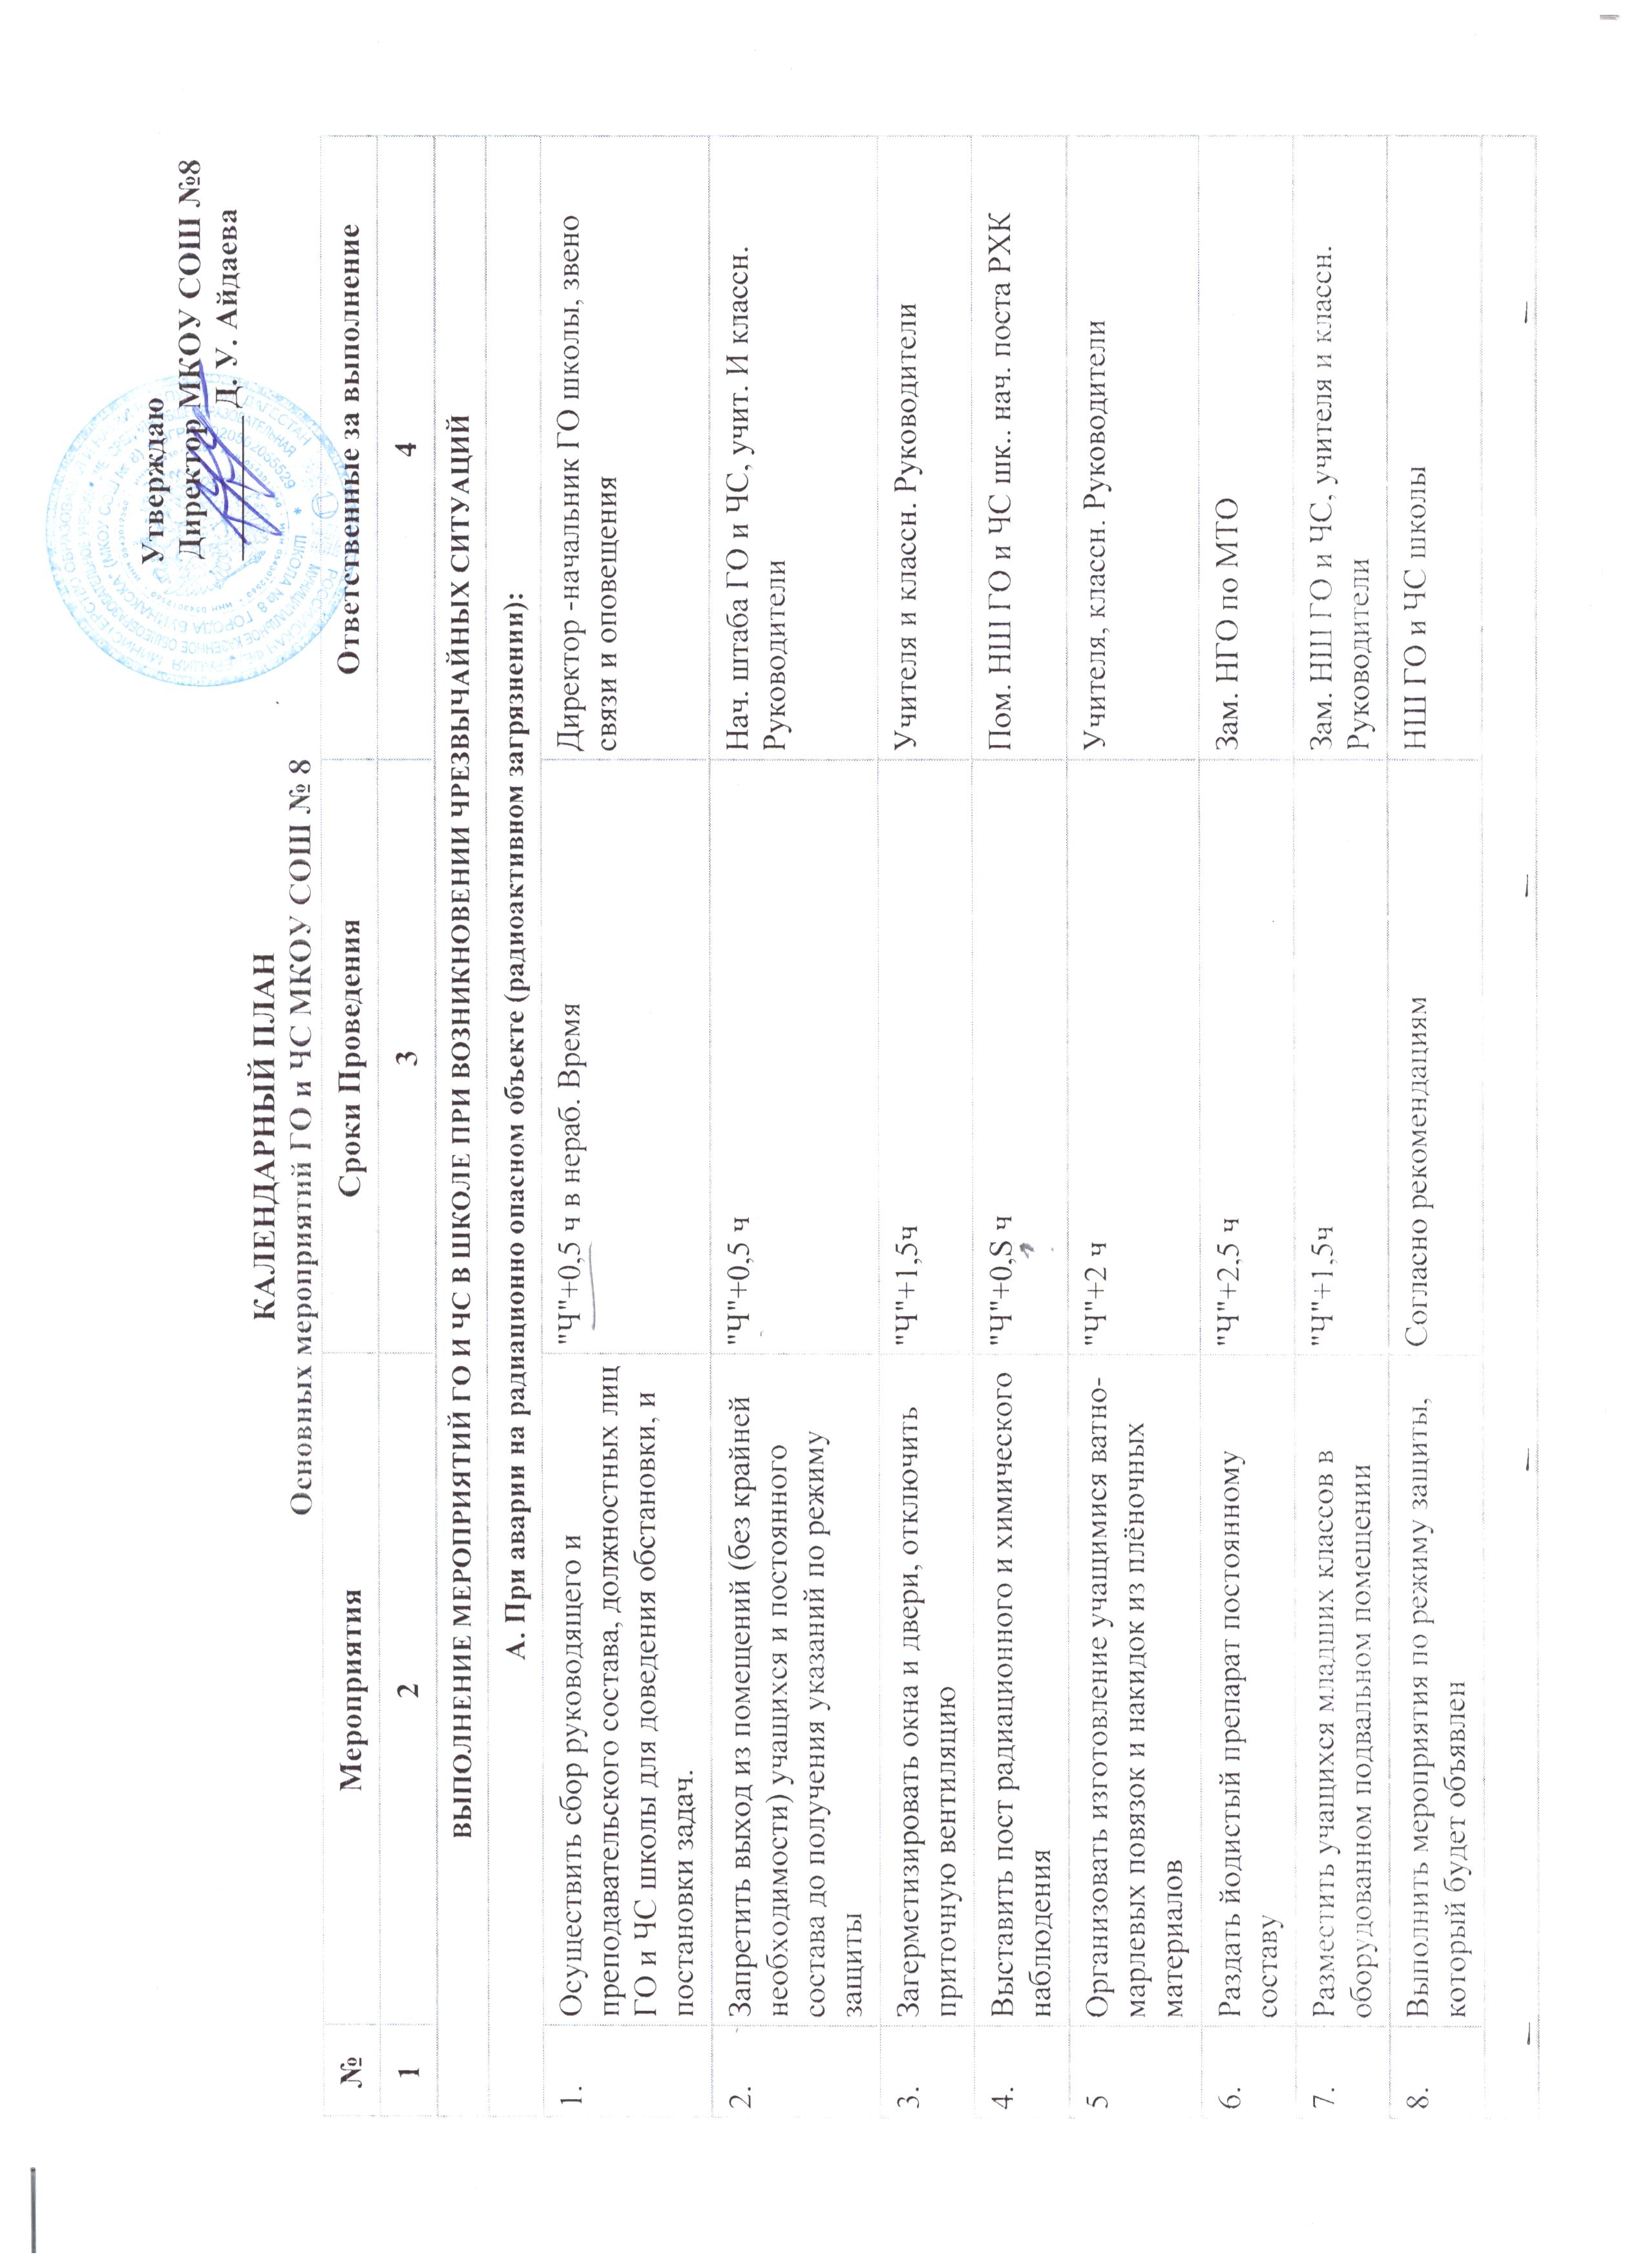 Утверждаю
Директор МКОУ СОШ №8
Д. У. Айдаева
КАЛЕНДАРНЫЙ ПЛАН
Основных мероприятий ГО и ЧС МКОУ СОШ № 8
№ Мероприятия Сроки Проведения Ответственные за выполнение
1 2 3 4
ВЫПОЛНЕНИЕ МЕРОПРИЯТИЙ ГО И ЧС В ШКОЛЕ ПРИ ВОЗНИКНОВЕНИИ ЧРЕЗВЫЧАЙНЫХ СИТУАЦИЙ
А. При аварии на радиационно опасном объекте (радиоактивном загрязнении):
1. Осуществить сбор руководящего и
преподавательского состава, должностных лиц
ГО и ЧС школы для доведения обстановки, и
постановки задач.
"Ч"+0,5 ч в нераб. Время
Директор -начальник ГО школы, звено
связи и оповещения
2. Запретить выход из помещений (без крайней
необходимости) учащихся и постоянного
состава до получения указаний по режиму
защиты
"Ч"+0,5 ч
Нач. штаба ГО и ЧС, учит. И классн.
Руководители
3. Загерметизировать окна и двери, отключить
приточную вентиляцию
"Ч"+1,5ч
Учителя и классн. Руководители
4. Выставить пост радиационного и химического
наблюдения
"Ч"+0,S ч
Пом. НШ ГО и ЧС шк.. нач. поста РХК
5 Организовать изготовление учащимися ватно-
марлевых повязок и накидок из плёночных
материалов
"Ч"+2 ч
Учителя, классн. Руководители
6. Раздать йодистый препарат постоянному
составу
"Ч"+2,5 ч
Зам. НГО по МТО
7. Разместить учащихся младших классов в
оборудованном подвальном помещении
"Ч"+1,5ч
Зам. НШ ГО и ЧС, учителя и классн.
Руководители
8. Выполнить мероприятия по режиму защиты,
который будет объявлен
Согласно рекомендациям
НШ ГО и ЧС школы